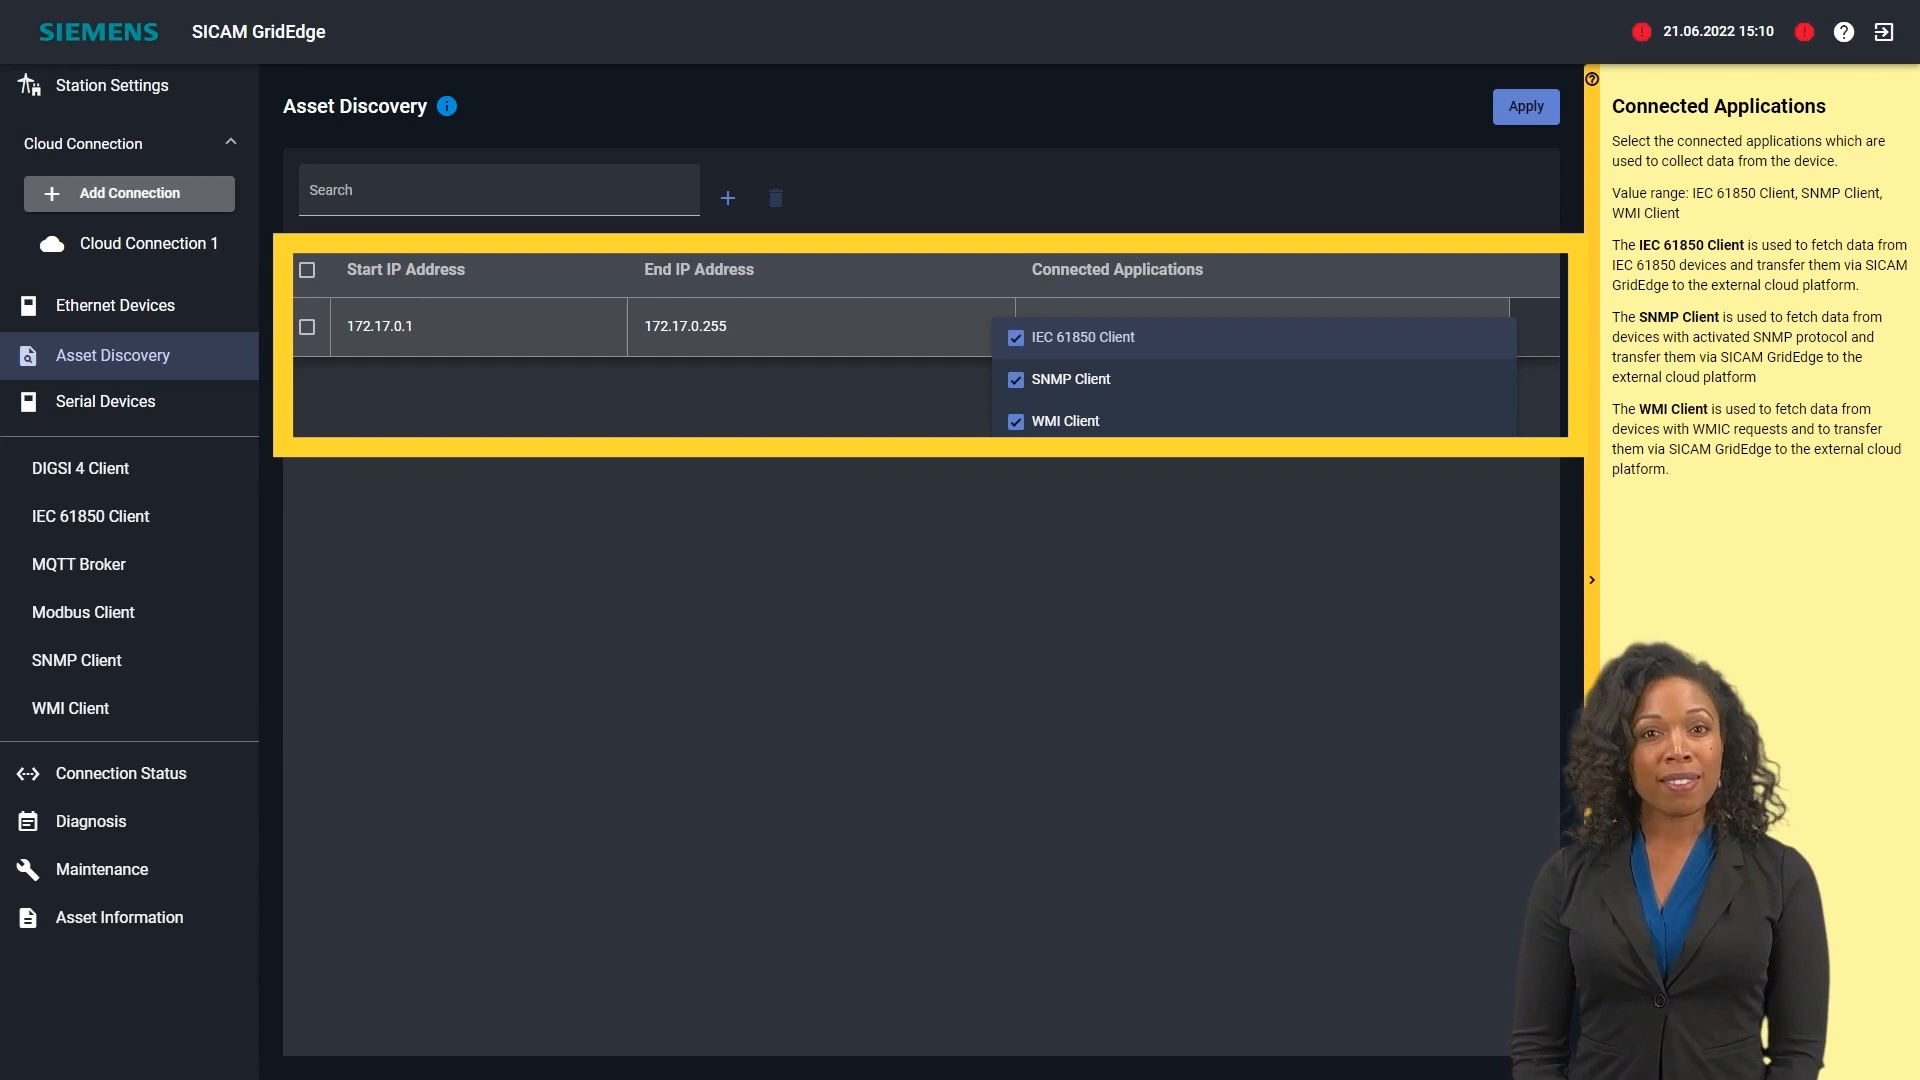 SIEMENS
SICAM GridEdge
21.06.2022 15:10
Station Settings
Cloud Connection
Add Connection
Cloud Connection 1
Ethernet Devices
Asset Discovery
Serial Devices
DIGSI 4 Client
IEC 61850 Client
MQTT Broker
Modbus Client
SNMP Client
WMI Client
Connection Status
Diagnosis
Maintenance
Asset Information
Asset Discovery
Apply
Search
Start IP Address End IP Address Connected Applications
172.17.0.1 172.17.0.255
IEC 61850 Client
SNMP Client
WMI Client
Connected Applications
Select the connected applications which are
used to collect data from the device.
Value range: IEC 61850 Client, SNMP Client,
WMI Client
The IEC 61850 Client is used to fetch data from
IEC 61850 devices and transfer them via SICAM
GridEdge to the external cloud platform.
The SNMP Client is used to fetch data from
devices with activated SNMP protocol and
transfer them via SICAM GridEdge to the
external cloud platform
The WMI Client is used to fetch data from
devices with WMIC requests and to transfer
them via SICAM GridEdge to the external cloud
platform.